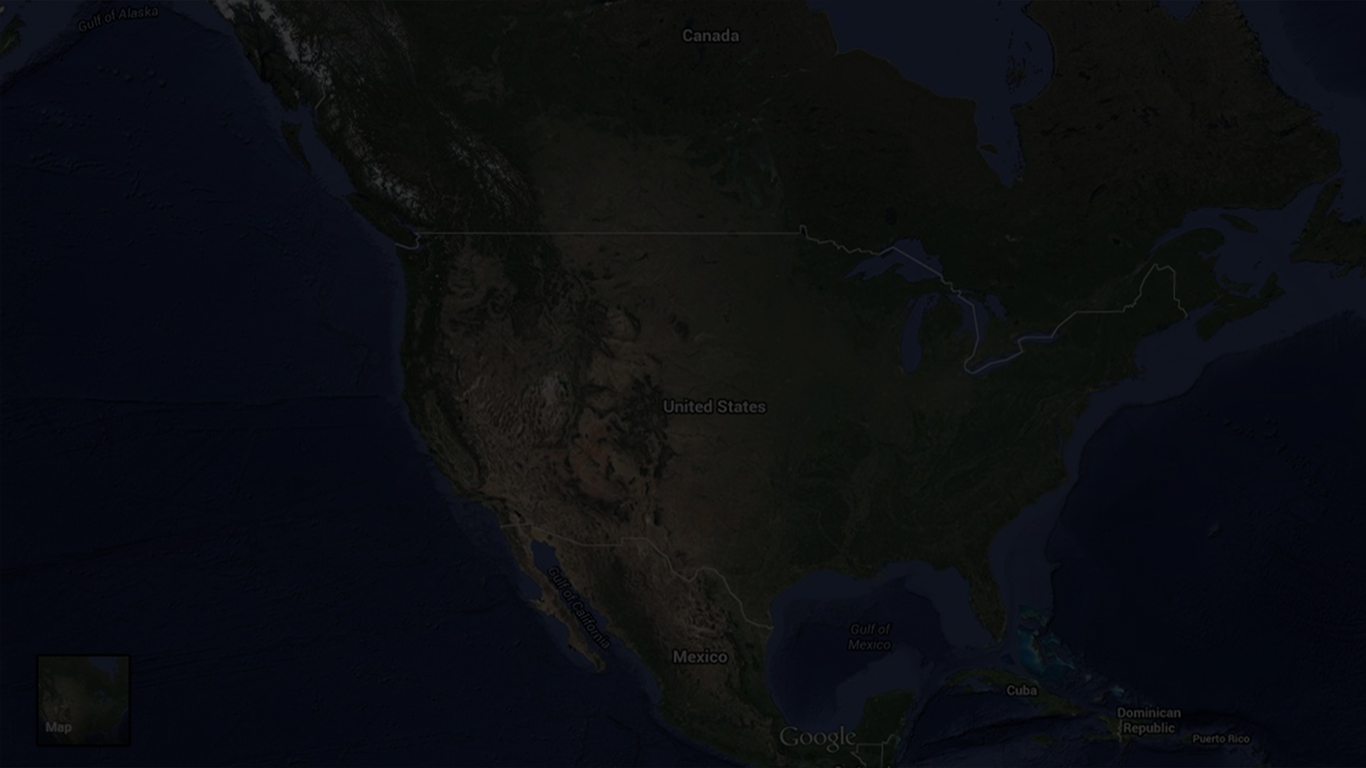 Gulf of Alaska
Canada
United States
Gulf of California
Gulf of
Mexico
Mexico
Cuba
Dominican
Republic
Puerto Rico
Map
Google